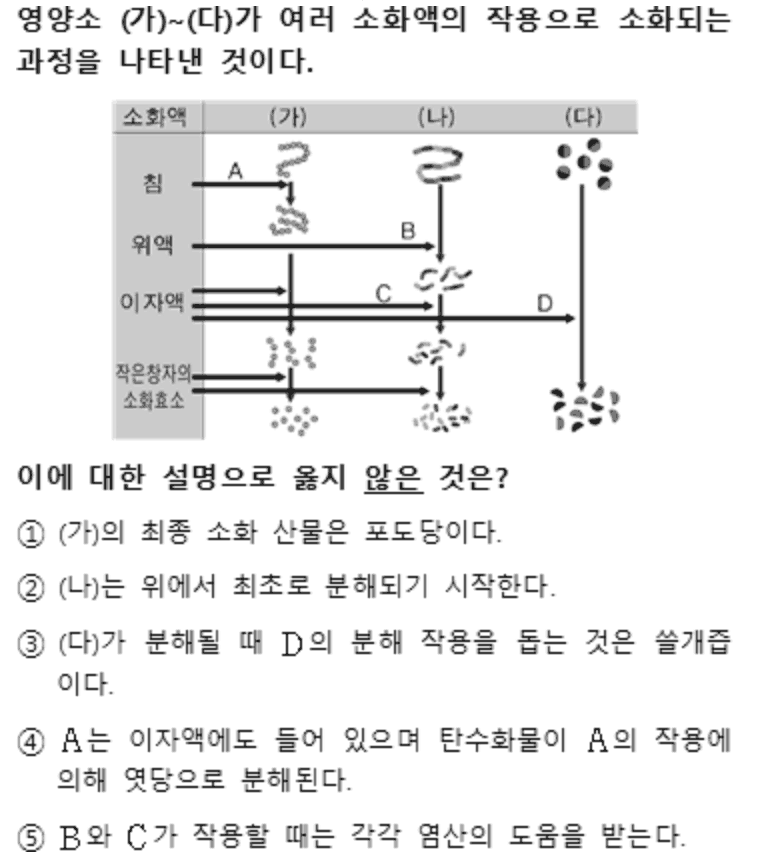 영양소 (가)~(다)가 여러 소화액의 작용으로 소화되는
과정을 나타낸 것이다.
소화액 (가) (나) (다)
침 A
위액 B
이자액 C D
작은창자의
소화효소
이에 대한 설명으로 옳지 않은 것은?
① (가)의 최종 소화 산물은 포도당이다.
② (나)는 위에서 최초로 분해되기 시작한다.
③ (다)가 분해될 때 D의 분해 작용을 돕는 것은 쓸개즙
이다.
④ A는 이자액에도 들어 있으며 탄수화물이 A의 작용에
의해 엿당으로 분해된다.
⑤ B와 C가 작용할 때는 각각 염산의 도움을 받는다.